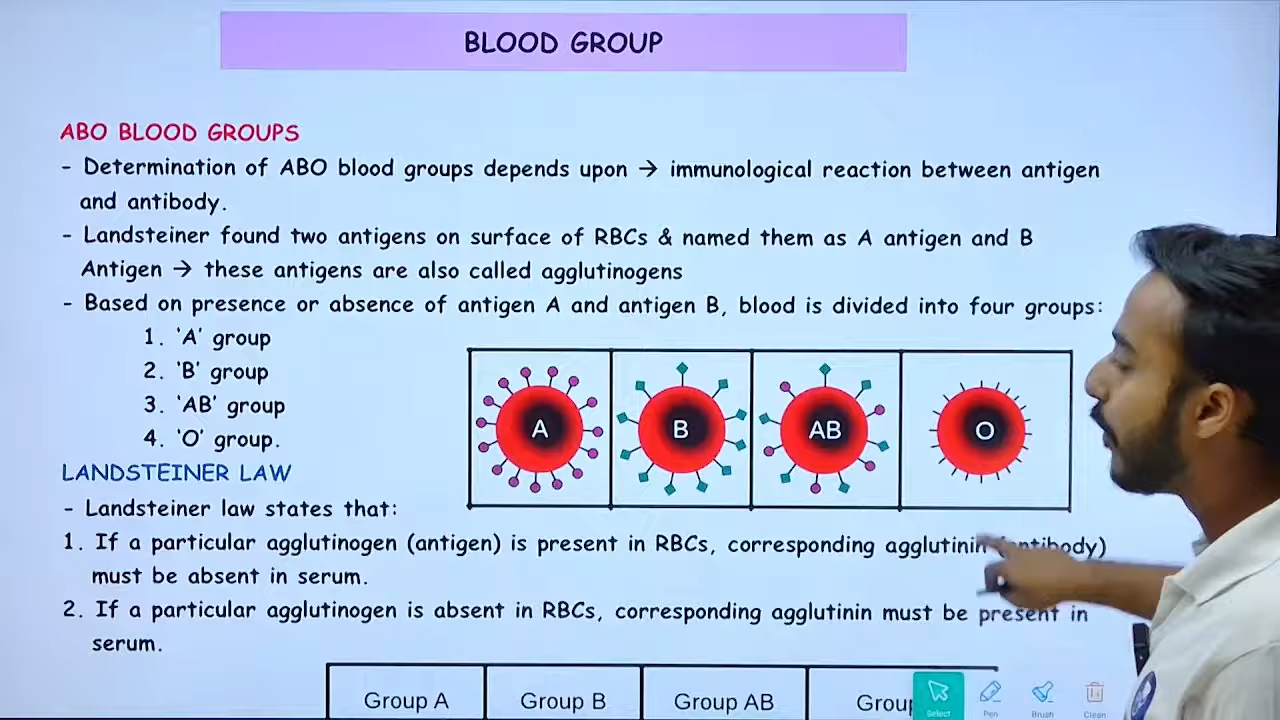 BLOOD GROUP
ABO BLOOD GROUPS
- Determination of ABO blood groups depends upon → immunological reaction between antigen
and antibody.
- Landsteiner found two antigens on surface of RBCs & named them as A antigen and B
Antigen → these antigens are also called agglutinogens
- Based on presence or absence of antigen A and antigen B, blood is divided into four groups:
1. 'A' group
2. 'B' group
3. 'AB' group
4. 'O' group.
A B AB O
LANDSTEINER LAW
- Landsteiner law states that:
1. If a particular agglutinogen (antigen) is present in RBCs, corresponding agglutinin (antibody)
must be absent in serum.
2. If a particular agglutinogen is absent in RBCs, corresponding agglutinin must be present in
serum.
Group A Group B Group AB Group
Select Pen Brush Clean